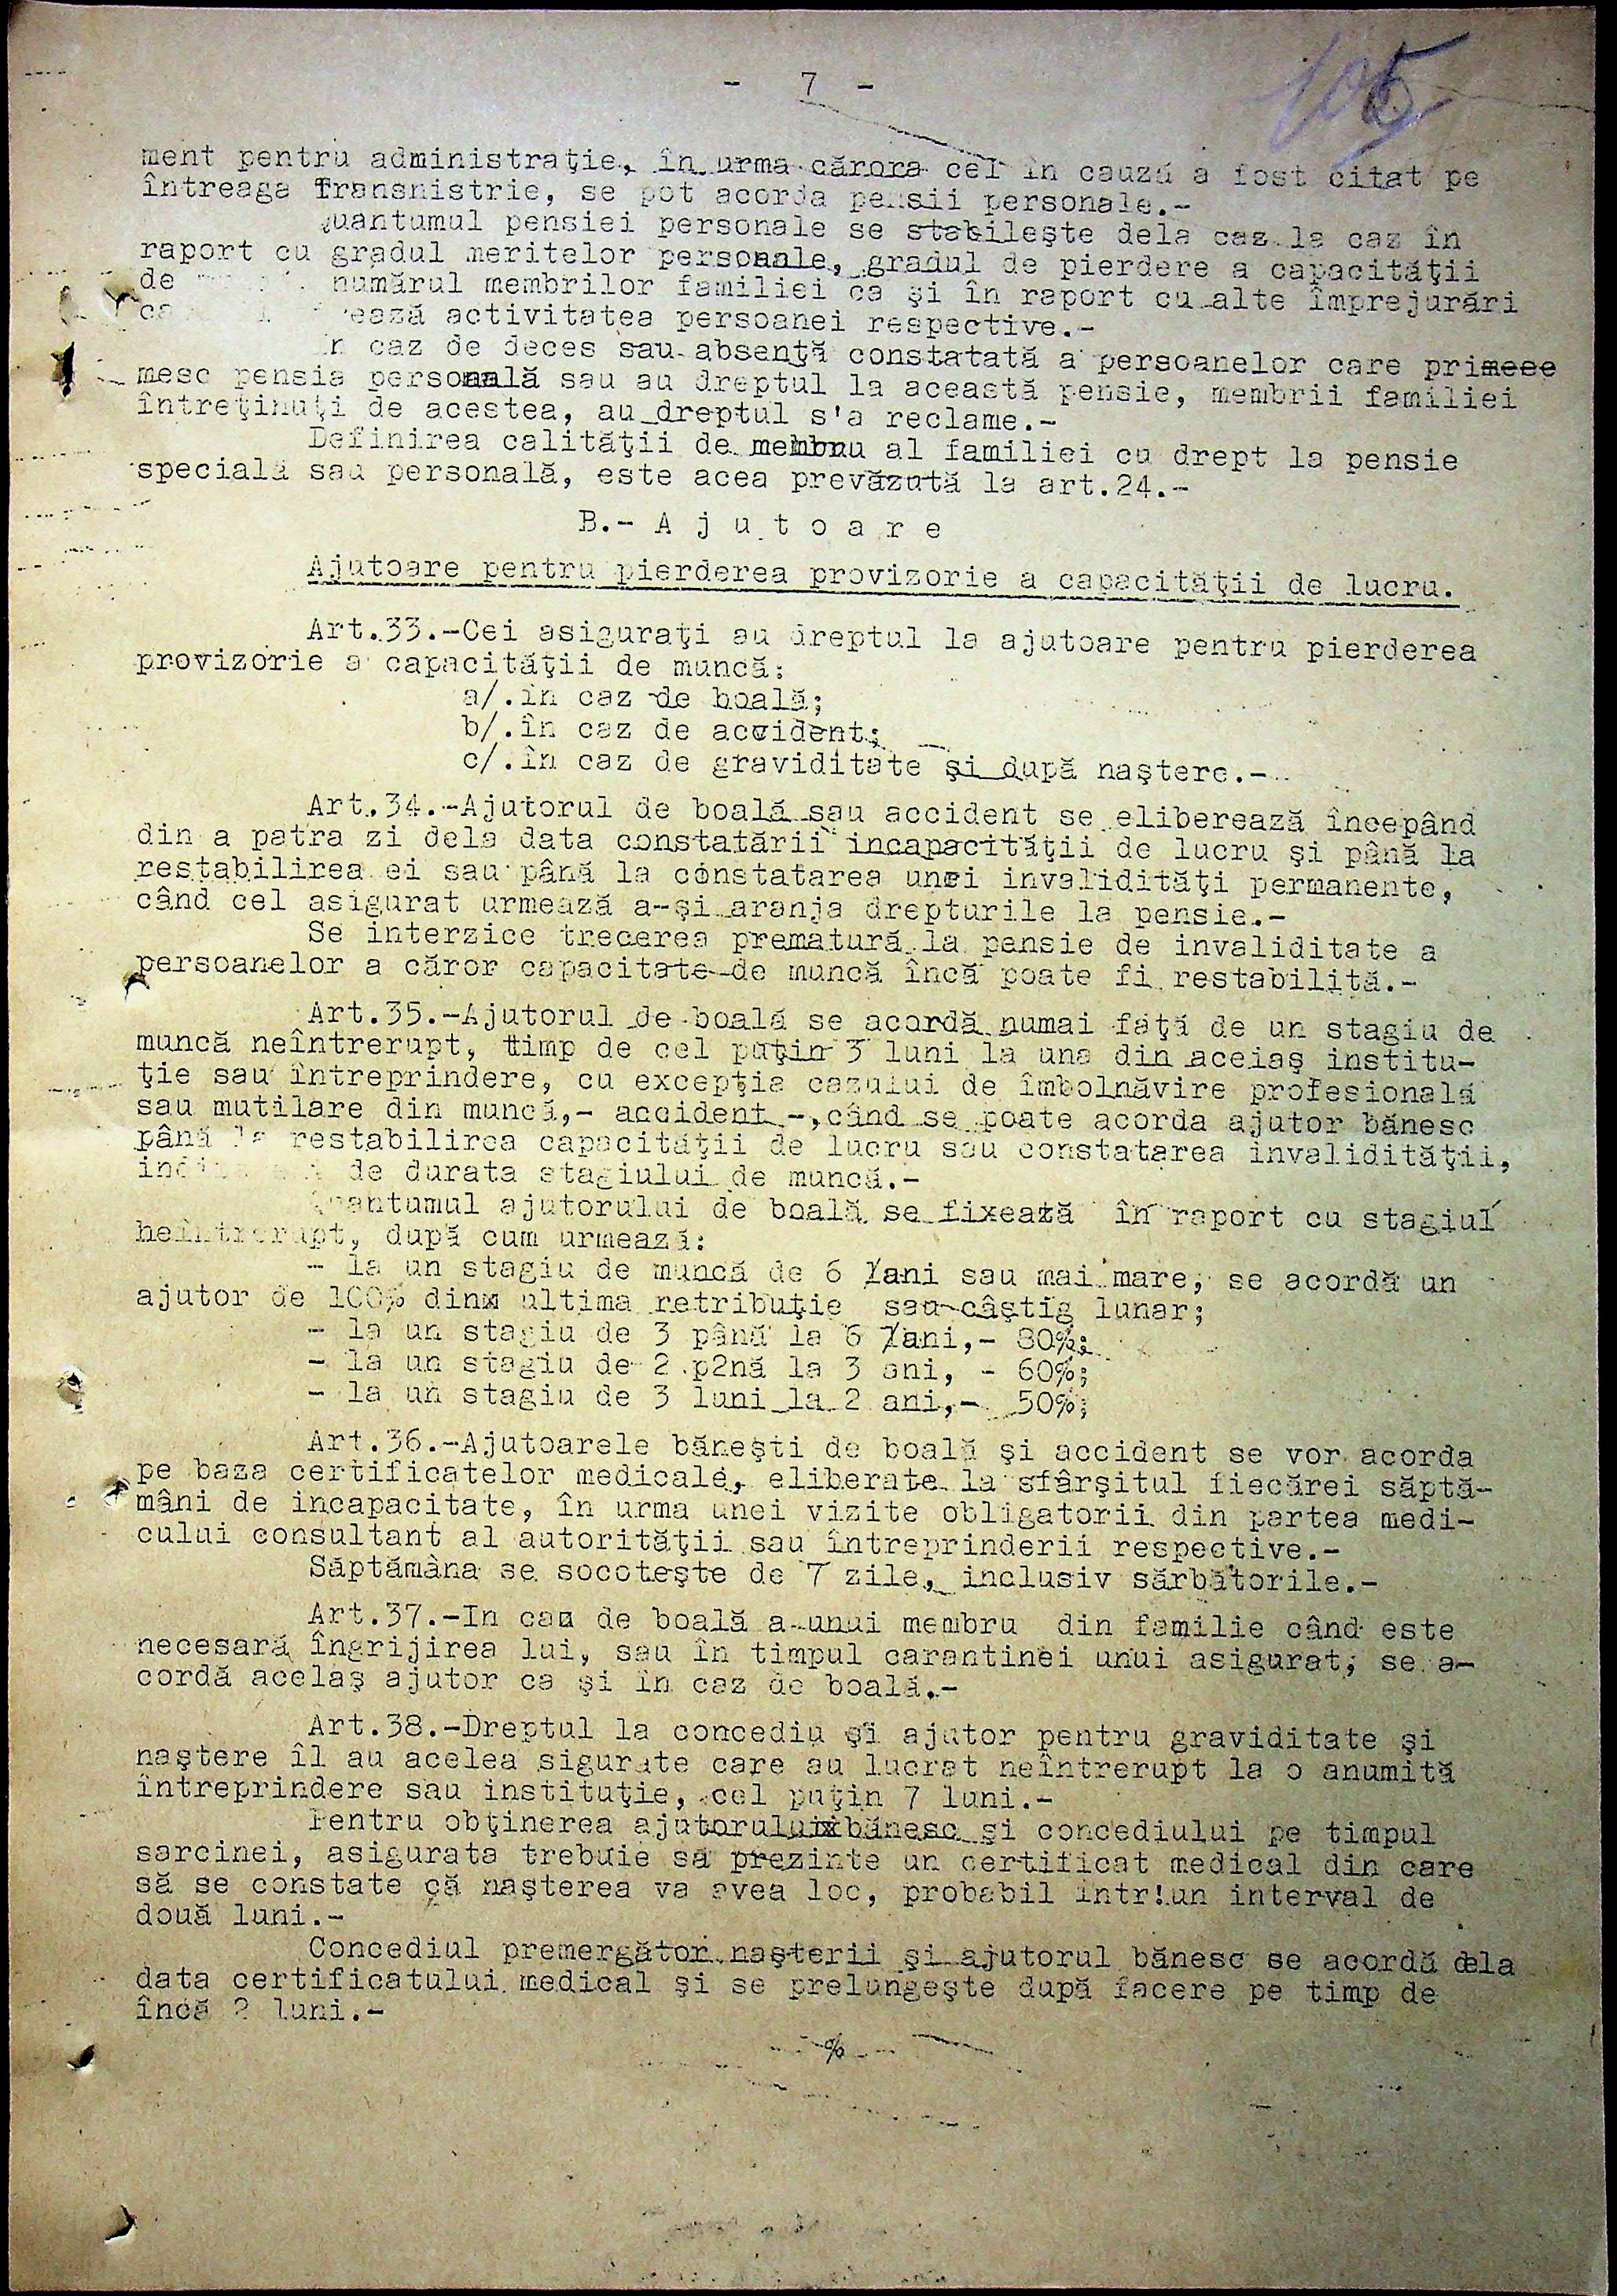 - 7 -
105
ment pentru administraţie, în urma cărora cel în cauză a fost citat pe
întreaga Transnistrie, se pot acorda pensii personale.-
Quantumul pensiei personale se stabileşte dela caz la caz în
raport cu gradul meritelor personale, gradul de pierdere a capacităţii
de numărul membrilor familiei ca şi în raport cu alte împrejurări
activitatea persoanei respective.-
In caz de deces sau absenţă constatată a persoanelor care pri
mesc pensia personală sau au dreptul la această pensie, membrii familiei
întreţinuţi de acestea, au dreptul s'a reclame.-
Definirea calităţii de membru al familiei cu drept la pensie
specială sau personală, este acea prevăzută la art.24.-
B.- A j u t o a r e
Ajutoare pentru pierderea provizorie a capacităţii de lucru.
Art.33.-Cei asiguraţi au dreptul la ajutoare pentru pierderea
provizorie a capacităţii de muncă:
a/.în caz de boală;
b/.în caz de accident;
c/.în caz de graviditate şi după naştere.-
Art.34.-Ajutorul de boală sau accident se eliberează începând
din a patra zi dela data constatării incapacităţii de lucru şi până la
restabilirea ei sau până la constatarea unei invalidităţi permanente,
când cel asigurat urmează a-şi aranja drepturile la pensie.-
Se interzice trecerea prematură la pensie de invaliditate a
persoanelor a căror capacitate de muncă încă poate fi restabilită.-
Art.35.-Ajutorul de boală se acordă numai faţă de un stagiu de
muncă neîntrerupt, timp de cel puţin 3 luni la una din aceiaş institu-
ţie sau întreprindere, cu excepţia cazului de îmbolnăvire profesională
sau mutilare din muncă,- accident -,când se poate acorda ajutor bănesc
până la restabilirea capacităţii de lucru sau constatarea invalidităţii,
de durata stagiului de muncă.-
Quantumul ajutorului de boală se fixează în raport cu stagiul
neîntrerupt, după cum urmează:
- la un stagiu de muncă de 6 ani sau mai mare, se acordă un
ajutor de 100% din ultima retribuţie sau câştig lunar;
- la un stagiu de 3 până la 6 ani,- 80%;
- la un stagiu de 2 p2nă la 3 ani, - 60%;
- la un stagiu de 3 luni la 2 ani,- 50%;
Art.36.-Ajutoarele băneşti de boală şi accident se vor acorda
pe baza certificatelor medicale, eliberate la sfârşitul fiecărei săptă-
mâni de incapacitate, în urma unei vizite obligatorii din partea medi-
cului consultant al autorităţii sau întreprinderii respective.-
Săptămâna se socoteşte de 7 zile, inclusiv sărbătorile.-
Art.37.-In caz de boală a unui membru din familie când este
necesară îngrijirea lui, sau în timpul carantinei unui asigurat, se a-
cordă acelaş ajutor ca şi în caz de boală.-
Art.38.-Dreptul la concediu şi ajutor pentru graviditate şi
naştere îl au acelea sigurate care au lucrat neîntrerupt la o anumită
întreprindere sau instituţie, cel puţin 7 luni.-
Pentru obţinerea ajutorului bănesc şi concediului pe timpul
sarcinei, asigurata trebuie să prezinte un certificat medical din care
să se constate că naşterea va avea loc, probabil într'un interval de
două luni.-
Concediul premergător naşterii şi ajutorul bănesc se acordă dela
data certificatului medical şi se prelungeşte după facere pe timp de
încă 2 luni.-
%